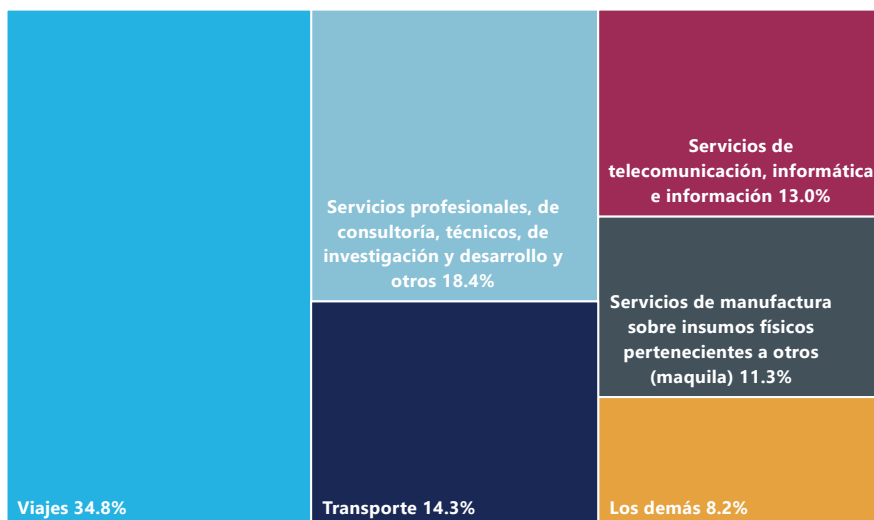 Viajes 34.8%
Servicios profesionales, de
consultoría, técnicos, de
investigación y desarrollo y
otros 18.4%
Transporte 14.3%
Servicios de
telecomunicación, informática
e información 13.0%
Servicios de manufactura
sobre insumos físicos
pertenecientes a otros
(maquila) 11.3%
Los demás 8.2%